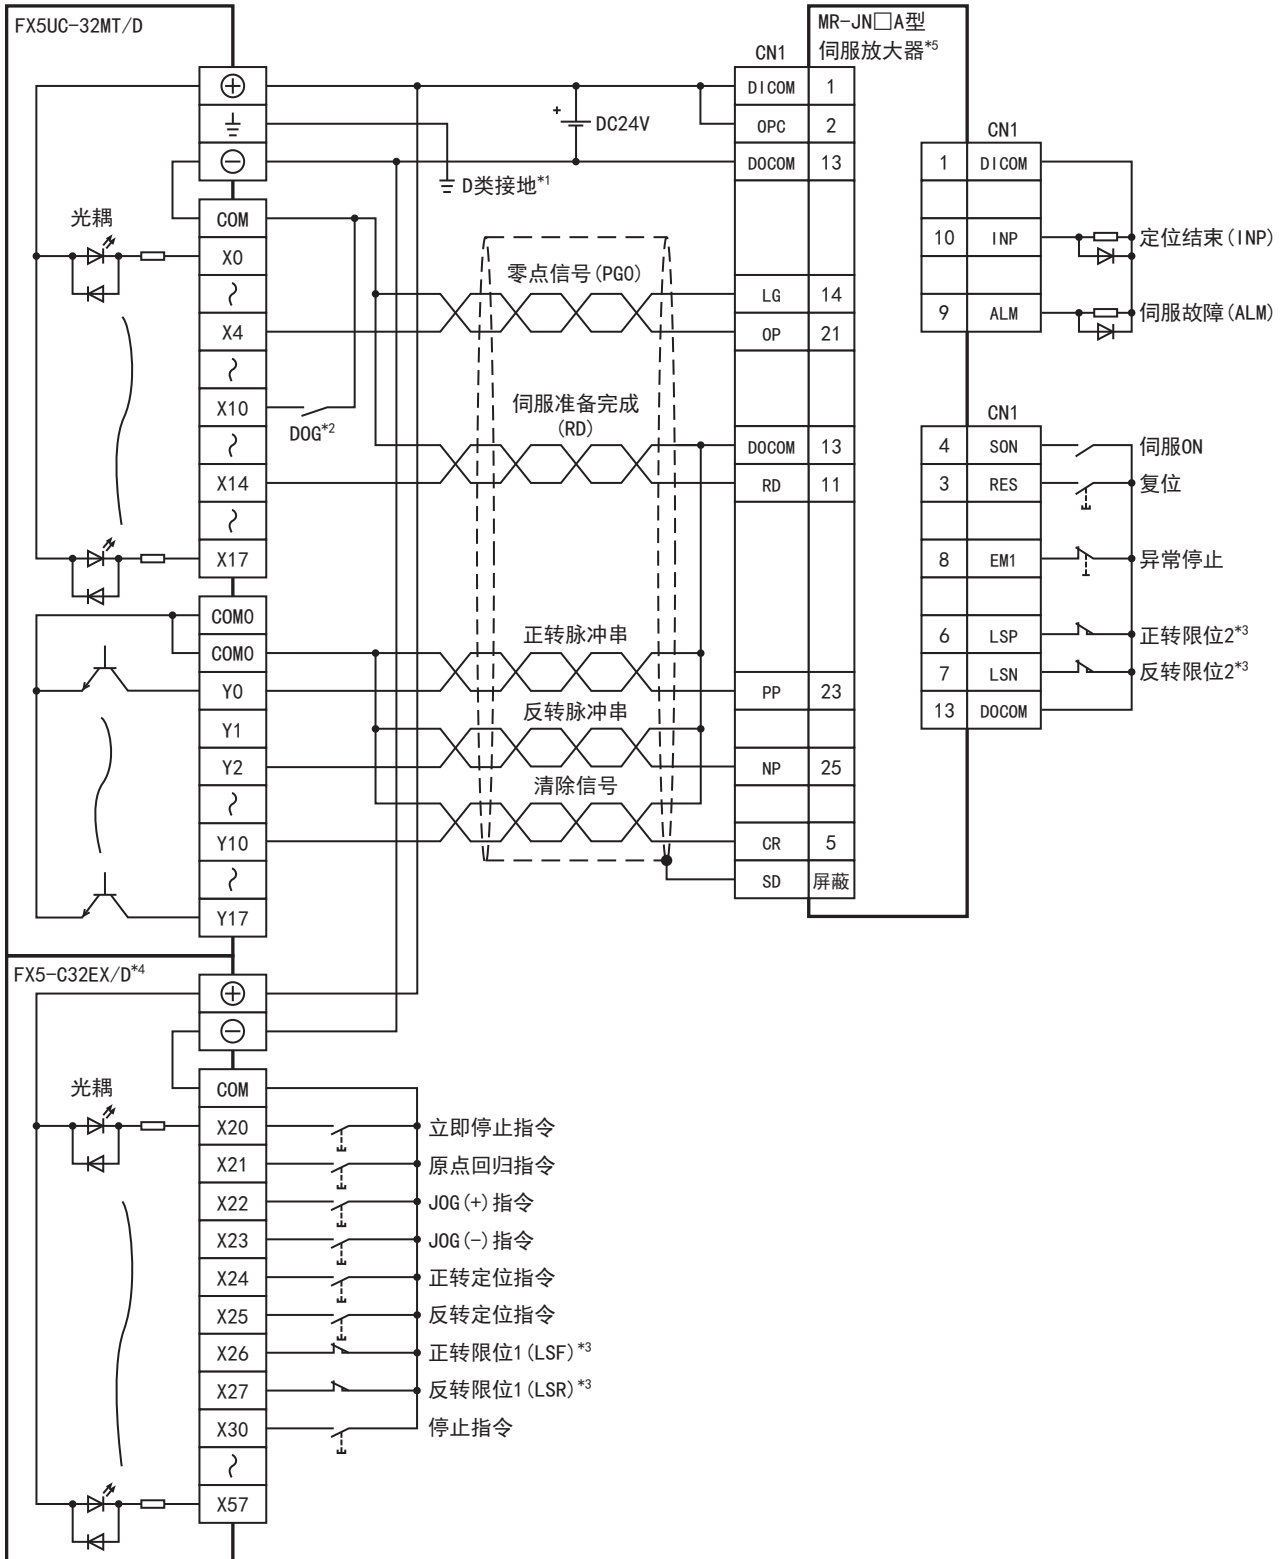 FX5UC-32MT/D
MR-JN□A型
伺服放大器*5
CN1
DICOM 1
OPC 2
DOCOM 13
DC24V
D类接地*1
CN1
1 DICOM
10 INP
9 ALM
定位结束(INP)
伺服故障(ALM)
COM
光耦
X0
零点信号(PG0)
LG 14
X4
OP 21
X10
DOG*2
伺服准备完成
(RD)
DOCOM 13
X14
RD 11
X17
CN1
4 SON 伺服ON
3 RES 复位
8 EM1 异常停止
6 LSP 正转限位2*3
7 LSN 反转限位2*3
13 DOCOM
COM0
COM0
正转脉冲串
Y0
PP 23
Y1
反转脉冲串
Y2
NP 25
清除信号
Y10
CR 5
SD 屏蔽
Y17
FX5-C32EX/D*4
COM
光耦
X20 立即停止指令
X21 原点回归指令
X22 JOG(+)指令
X23 JOG(-)指令
X24 正转定位指令
X25 反转定位指令
X26 正转限位1(LSF)*3
X27 反转限位1(LSR)*3
X30 停止指令
X57